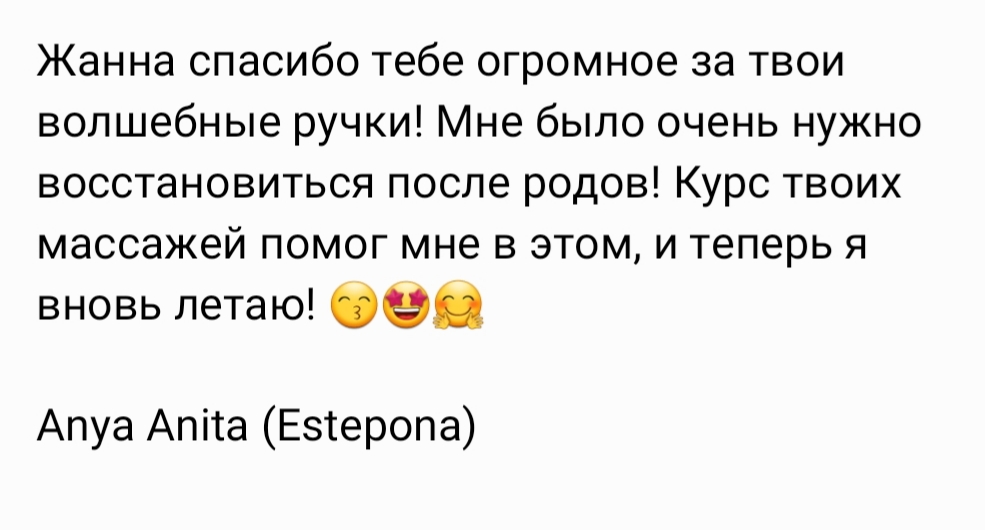 Жанна спасибо тебе огромное за твои
волшебные ручки! Мне было очень нужно
восстановиться после родов! Курс твоих
массажей помог мне в этом, и теперь я
вновь летаю! 😙🤩🤗
Anya Anita (Estepona)